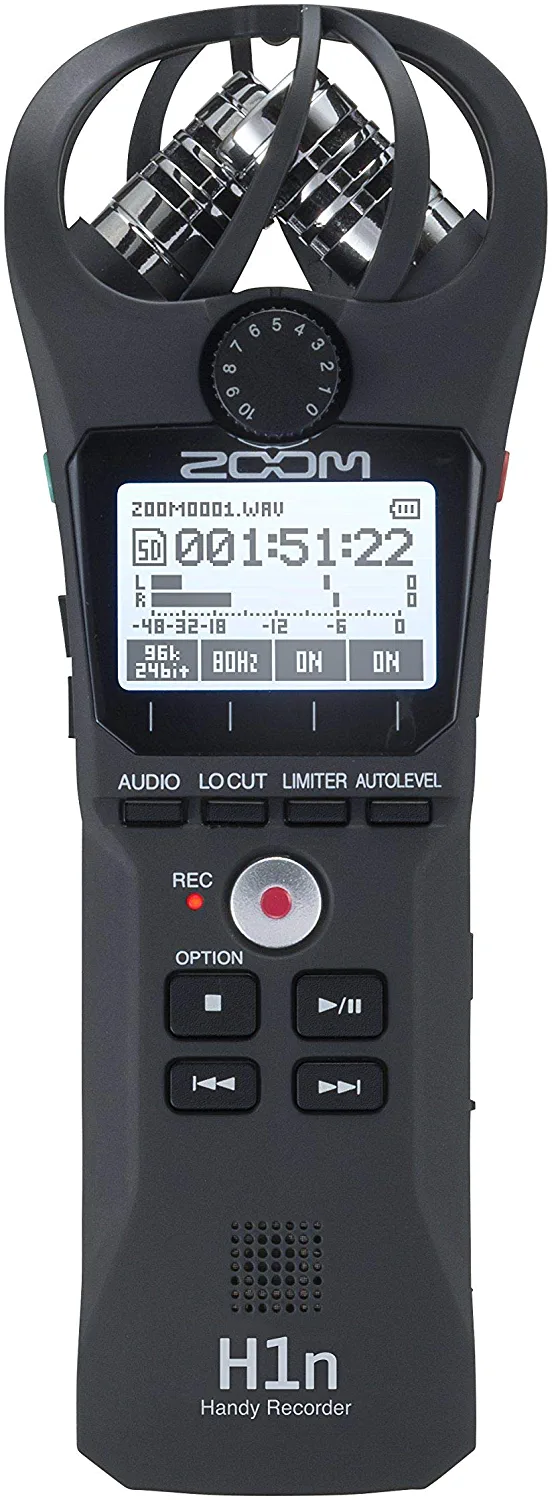 10 9 8 7 6 5 4 3 2 1 0
ZOOM
ZOOM0001.WAV
SD 001:51:22
L 0
R 0
-48-32-18 -12 -6 0
96k 24bit 80Hz ON ON
AUDIO LO CUT LIMITER AUTOLEVEL
REC
OPTION
H1n
Handy Recorder